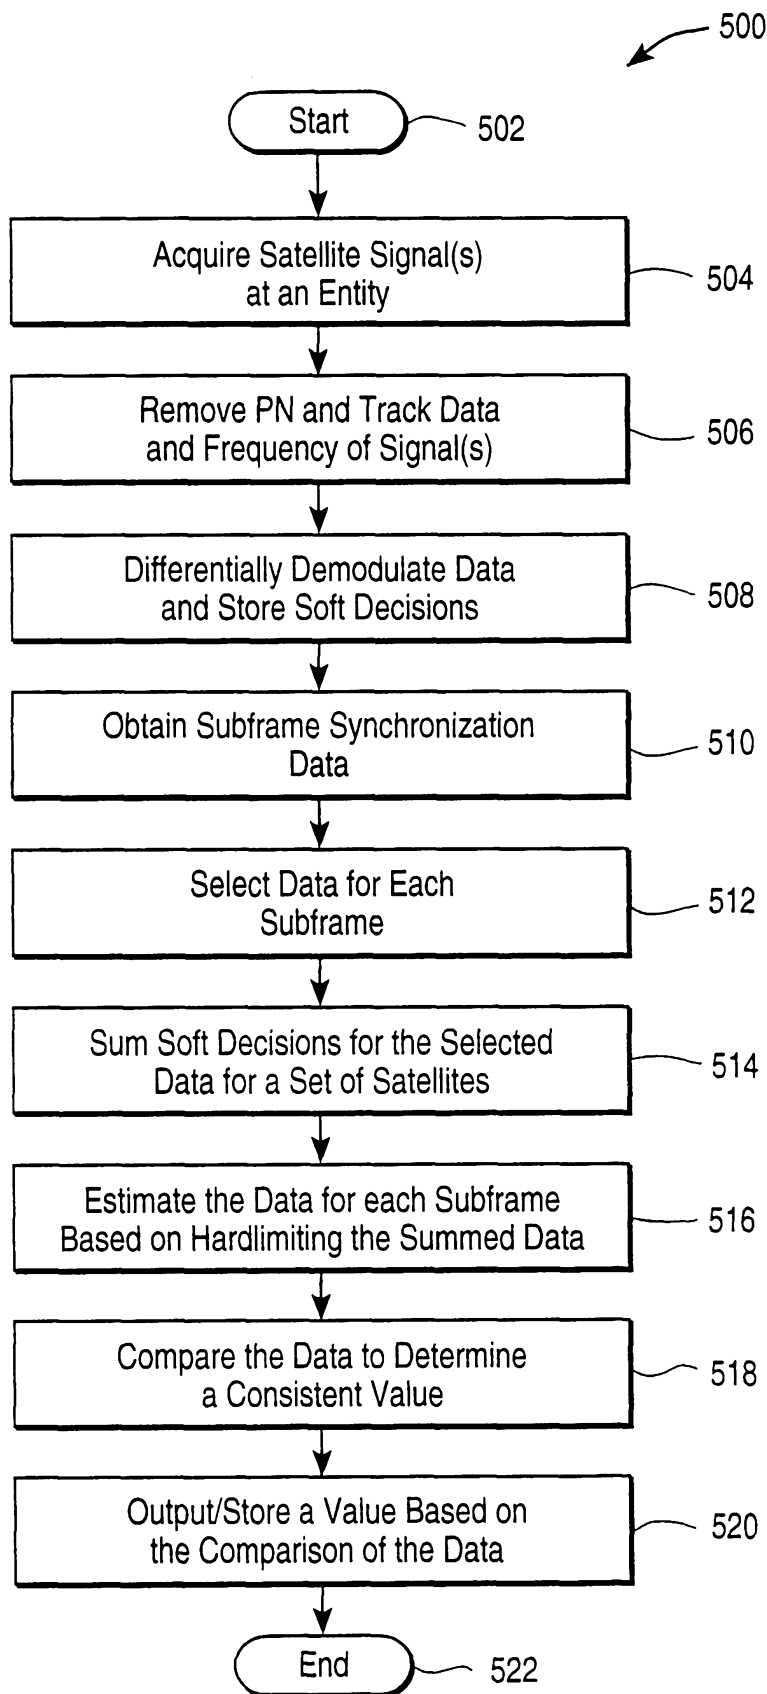 500
Start
502
Acquire Satellite Signal(s)
at an Entity
504
Remove PN and Track Data
and Frequency of Signal(s)
506
Differentially Demodulate Data
and Store Soft Decisions
508
Obtain Subframe Synchronization
Data
510
Select Data for Each
Subframe
512
Sum Soft Decisions for the Selected
Data for a Set of Satellites
514
Estimate the Data for each Subframe
Based on Hardlimiting the Summed Data
516
Compare the Data to Determine
a Consistent Value
518
Output/Store a Value Based on
the Comparison of the Data
520
End
522